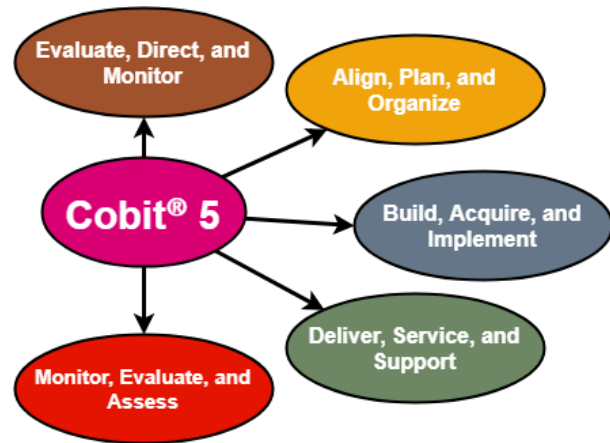 Evaluate, Direct, and
Monitor
Align, Plan, and
Organize
Cobit® 5
Build, Acquire, and
Implement
Deliver, Service, and
Support
Monitor, Evaluate, and
Assess